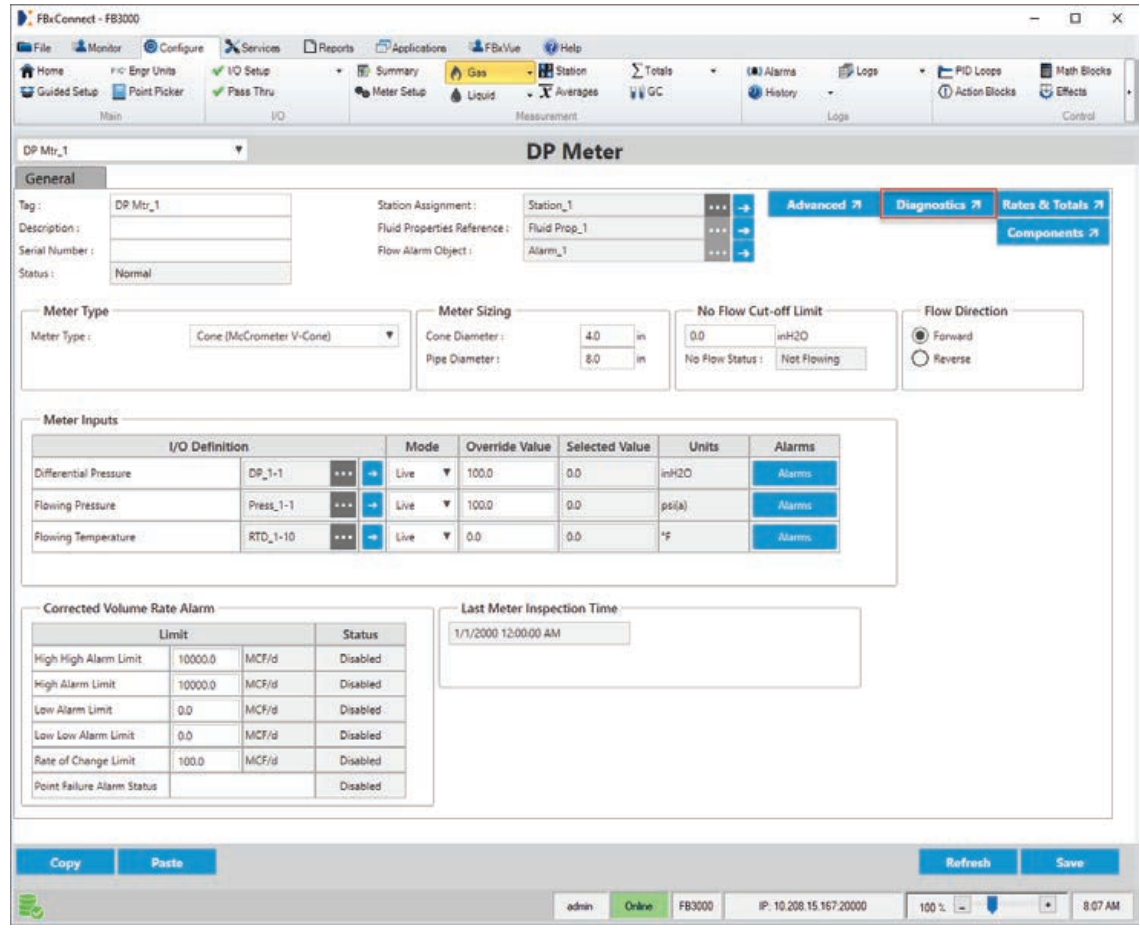 FBxConnect - FB3000
File Monitor Configure Services Reports Applications FBxVue Help
Home Engr Units I/O Setup Summary Gas Station Totals Alarms Logs PID Loops Math Blocks
Guided Setup Point Picker Pass Thru Meter Setup Liquid Averages GC History Action Blocks Effects
Main I/O Measurement Logs Control
DP Mtr_1 DP Meter
General
Tag : DP Mtr_1 Station Assignment : Station_1 Advanced Diagnostics Rates & Totals
Description : Fluid Properties Reference : Fluid Prop_1 Components
Serial Number : Flow Alarm Object : Alarm_1
Status : Normal
Meter Type Meter Sizing No Flow Cut-off Limit Flow Direction
Meter Type : Cone (McCrometer V-Cone) Cone Diameter : 4.0 in 0.0 inH2O Forward
Pipe Diameter : 8.0 in No Flow Status : Not Flowing Reverse
Meter Inputs
I/O Definition Mode Override Value Selected Value Units Alarms
Differential Pressure DP_1-1 Live 100.0 0.0 inH2O Alarms
Flowing Pressure Press_1-1 Live 100.0 0.0 psi(a) Alarms
Flowing Temperature RTD_1-10 Live 0.0 0.0 °F Alarms
Corrected Volume Rate Alarm Last Meter Inspection Time
Limit Status 1/1/2000 12:00:00 AM
High High Alarm Limit 10000.0 MCF/d Disabled
High Alarm Limit 10000.0 MCF/d Disabled
Low Alarm Limit 0.0 MCF/d Disabled
Low Low Alarm Limit 0.0 MCF/d Disabled
Rate of Change Limit 100.0 MCF/d Disabled
Point Failure Alarm Status Disabled
Copy Paste Refresh Save
admin Online FB3000 IP: 10.208.15.167:20000 100 % - + 8:07 AM